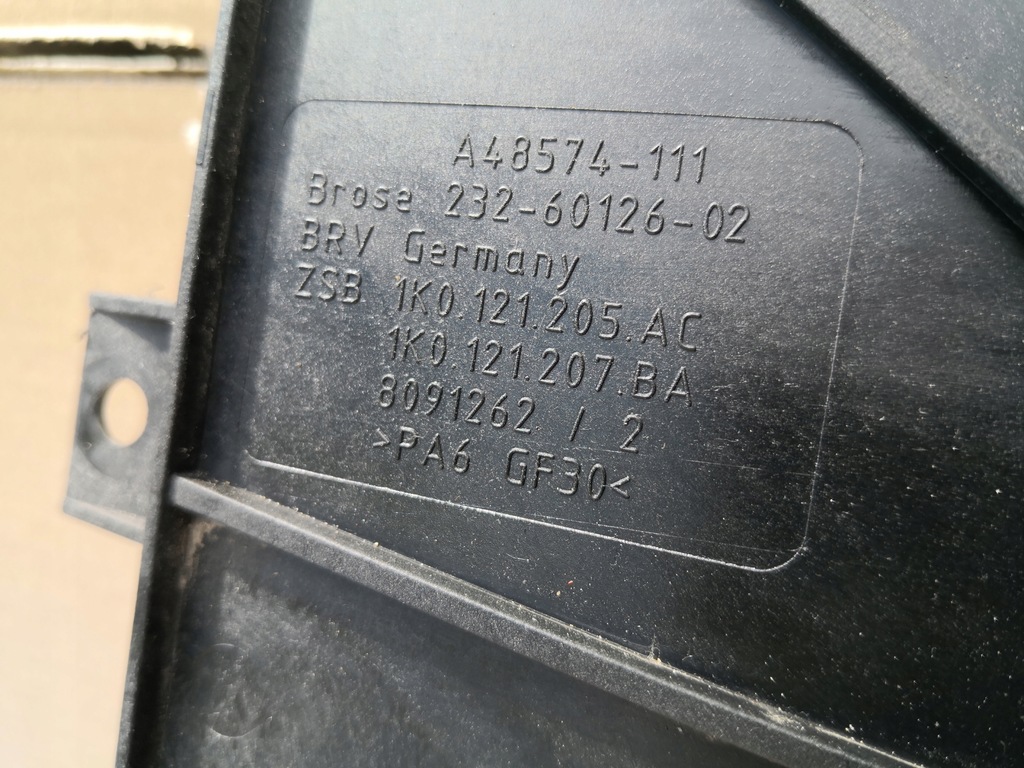 A48574-111
Brose 232-60126-02
BRV Germany
ZSB 1K0.121.205.AC
1K0.121.207.BA
8091262 / 2
>PA6 GF30<